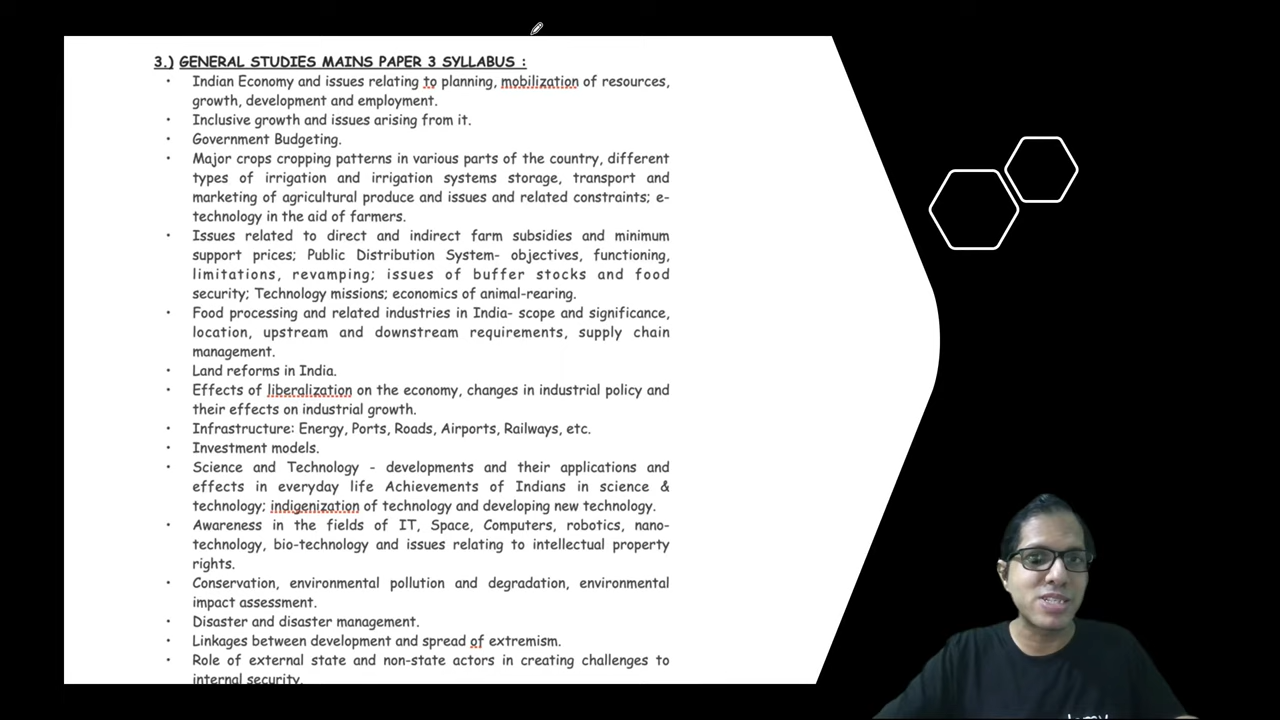 3.) GENERAL STUDIES MAINS PAPER 3 SYLLABUS :
• Indian Economy and issues relating to planning, mobilization of resources,
growth, development and employment.
• Inclusive growth and issues arising from it.
• Government Budgeting.
• Major crops cropping patterns in various parts of the country, different
types of irrigation and irrigation systems storage, transport and
marketing of agricultural produce and issues and related constraints; e-
technology in the aid of farmers.
• Issues related to direct and indirect farm subsidies and minimum
support prices; Public Distribution System- objectives, functioning,
limitations, revamping; issues of buffer stocks and food
security; Technology missions; economics of animal-rearing.
• Food processing and related industries in India- scope and significance,
location, upstream and downstream requirements, supply chain
management.
• Land reforms in India.
• Effects of liberalization on the economy, changes in industrial policy and
their effects on industrial growth.
• Infrastructure: Energy, Ports, Roads, Airports, Railways, etc.
• Investment models.
• Science and Technology - developments and their applications and
effects in everyday life Achievements of Indians in science &
technology; indigenization of technology and developing new technology.
• Awareness in the fields of IT, Space, Computers, robotics, nano-
technology, bio-technology and issues relating to intellectual property
rights.
• Conservation, environmental pollution and degradation, environmental
impact assessment.
• Disaster and disaster management.
• Linkages between development and spread of extremism.
• Role of external state and non-state actors in creating challenges to
internal security.